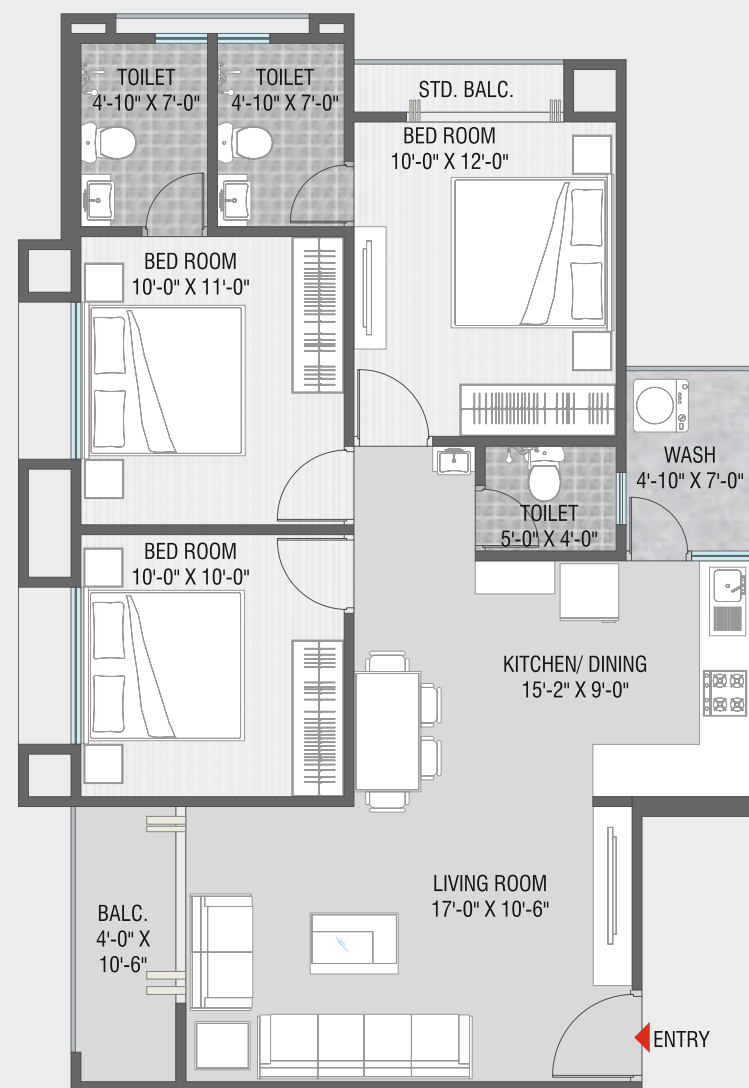 TOILET
4'-10" X 7'-0"
TOILET
4'-10" X 7'-0"
STD. BALC.
BED ROOM
10'-0" X 12'-0"
BED ROOM
10'-0" X 11'-0"
WASH
4'-10" X 7'-0"
TOILET
5'-0" X 4'-0"
BED ROOM
10'-0" X 10'-0"
KITCHEN/ DINING
15'-2" X 9'-0"
LIVING ROOM
17'-0" X 10'-6"
BALC.
4'-0" X
10'-6"
ENTRY